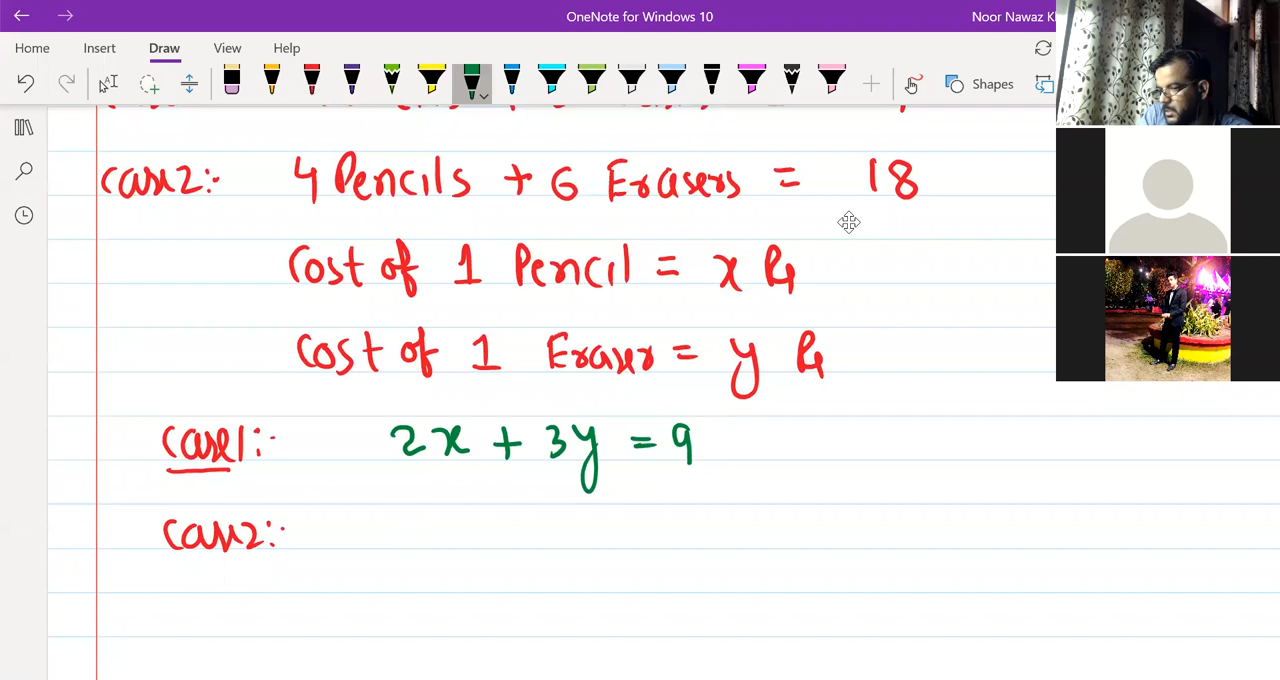 OneNote for Windows 10
Noor Nawaz K
Home Insert Draw View Help
Shapes
Case2:- 4 Pencils + 6 Erasers = 18
Cost of 1 Pencil = x Rs
Cost of 1 Eraser = y Rs
Case1:- 2x + 3y = 9
Case2:-